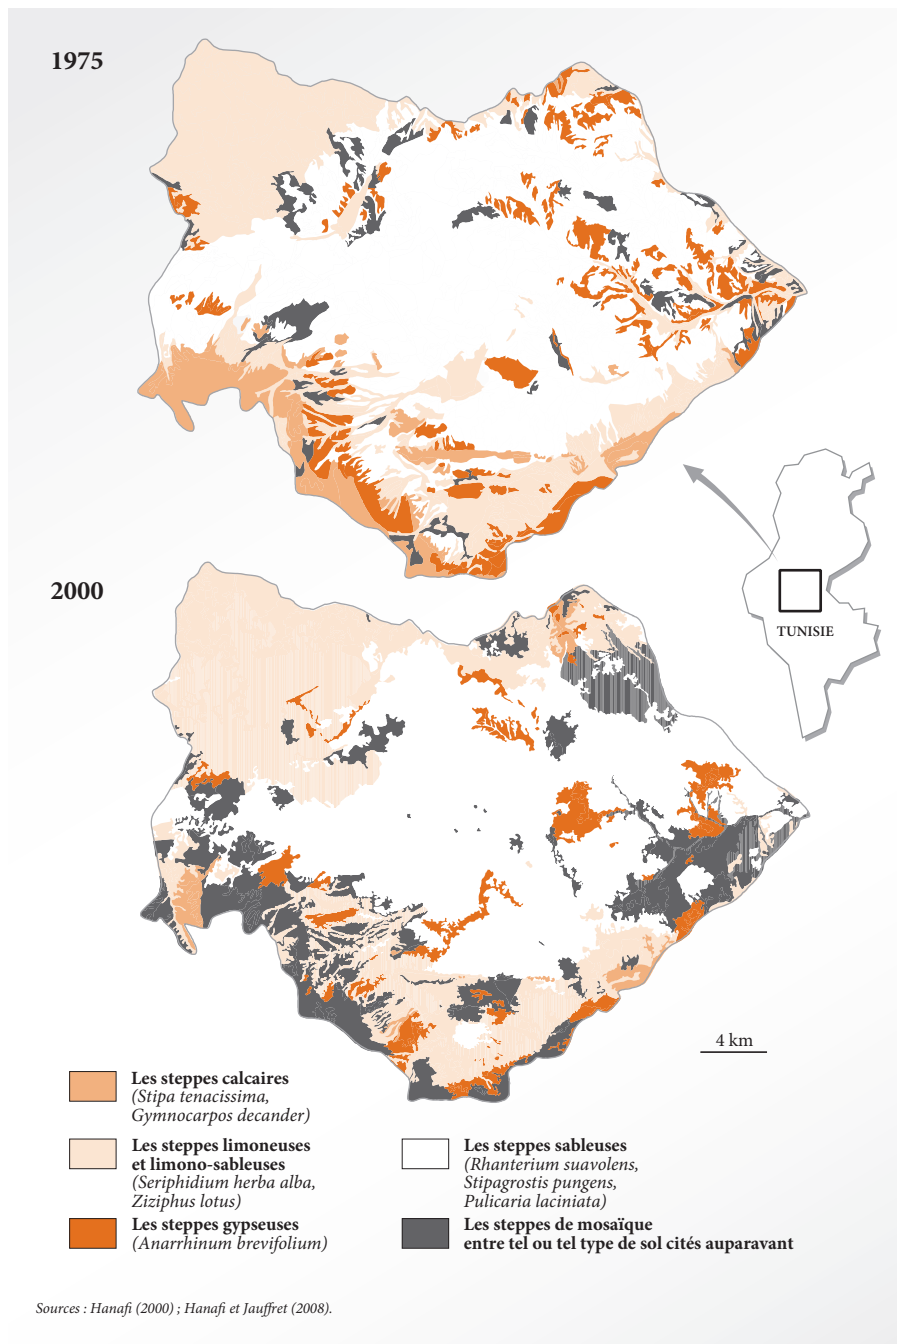 1975
2000
TUNISIE
4 km
Les steppes calcaires
(Stipa tenacissima,
Gymnocarpos decander)
Les steppes limoneuses
et limono-sableuses
(Seriphidium herba alba,
Ziziphus lotus)
Les steppes gypseuses
(Anarrhinum brevifolium)
Les steppes sableuses
(Rhanterium suavolens,
Stipagrostis pungens,
Pulicaria laciniata)
Les steppes de mosaïque
entre tel ou tel type de sol cités auparavant
Sources : Hanafi (2000) ; Hanafi et Jauffret (2008).